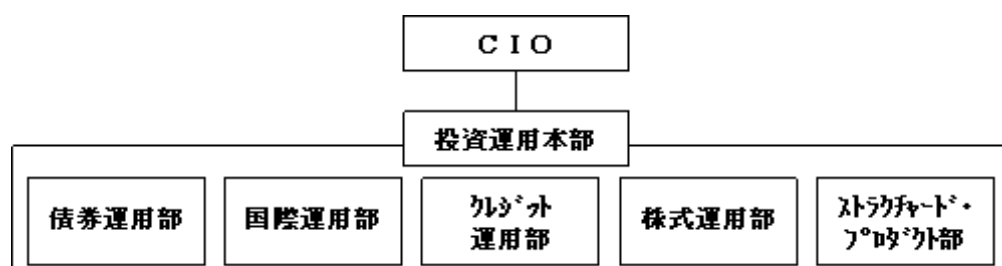 ＣＩＯ
投資運用本部
債券運用部
国際運用部
ｸﾚｼﾞｯﾄ
運用部
株式運用部
ｽﾄﾗｸﾁｬｰﾄﾞ・
ﾌﾟﾛﾀﾞｸﾄ部